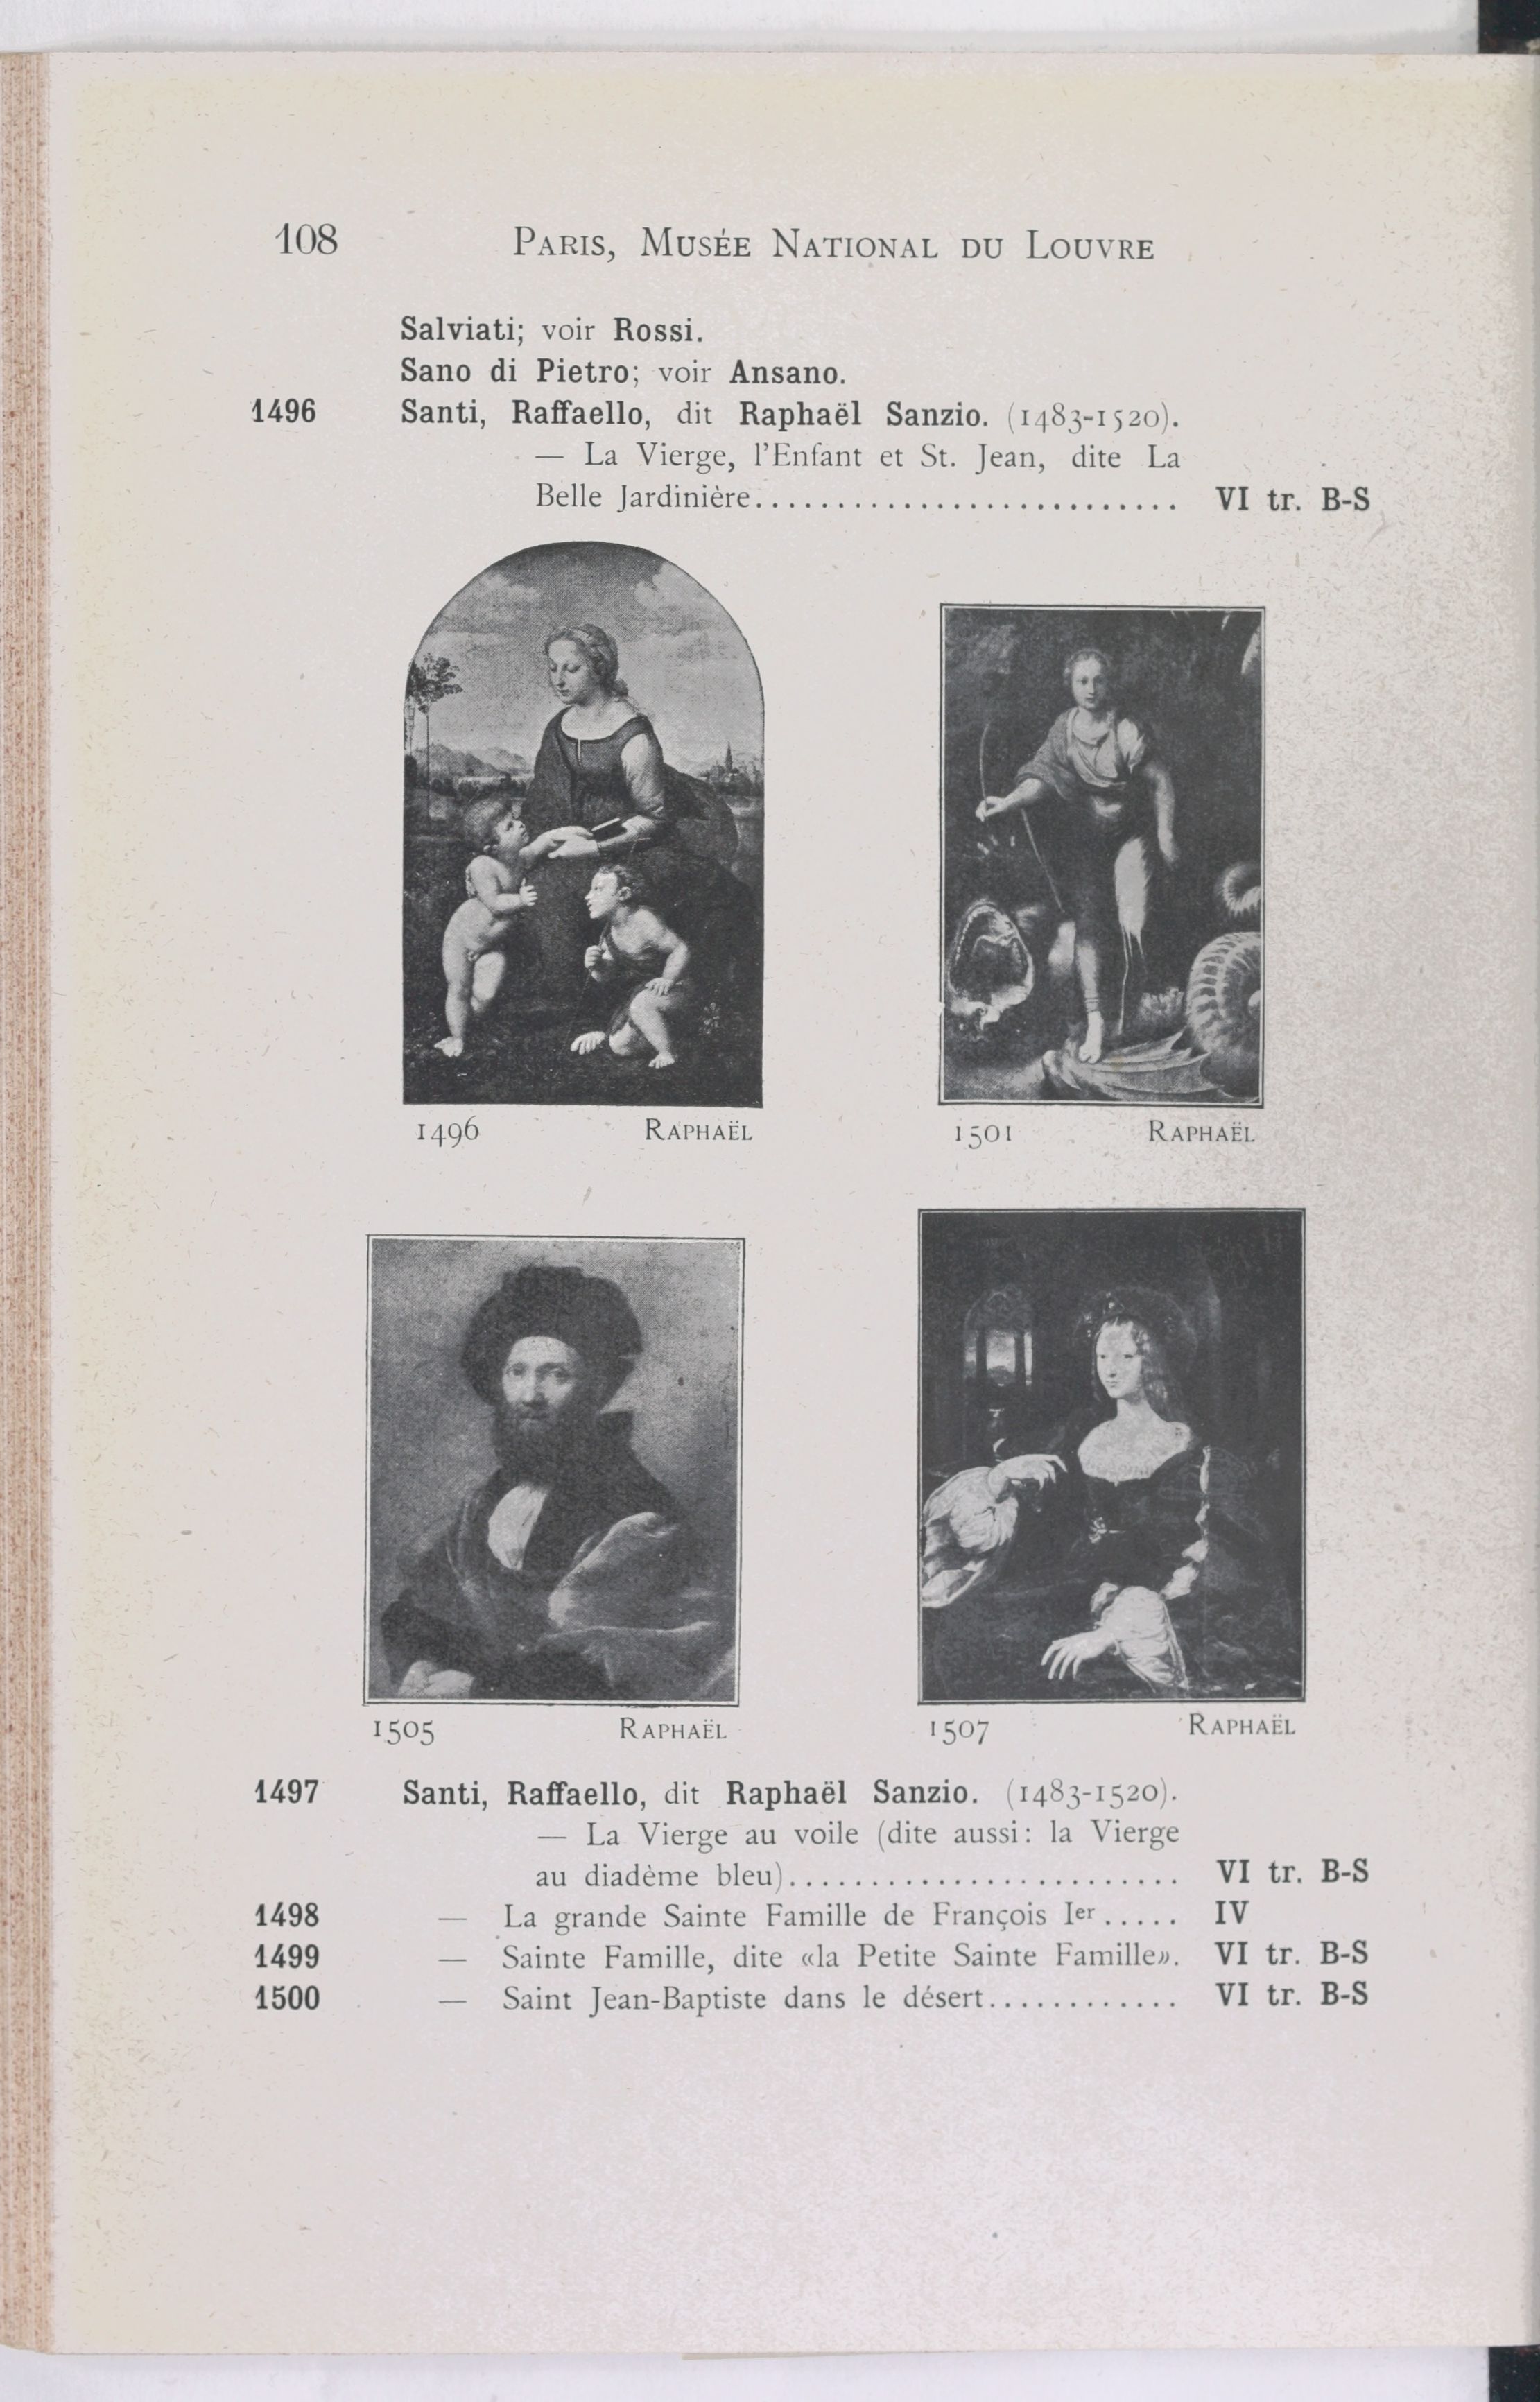 108 PARIS, MUSÉE NATIONAL DU LOUVRE
Salviati; voir Rossi.
Sano di Pietro; voir Ansano.
1496 Santi, Raffaello, dit Raphaël Sanzio. (1483-1520).
— La Vierge, l'Enfant et St. Jean, dite La
Belle Jardinière.......................... VI tr. B-S
1496 RAPHAËL
1501 RAPHAËL
1505 RAPHAËL
1507 RAPHAËL
1497 Santi, Raffaello, dit Raphaël Sanzio. (1483-1520).
— La Vierge au voile (dite aussi: la Vierge
au diadème bleu)........................ VI tr. B-S
1498 — La grande Sainte Famille de François Ier..... IV
1499 — Sainte Famille, dite «la Petite Sainte Famille». VI tr. B-S
1500 — Saint Jean-Baptiste dans le désert............ VI tr. B-S